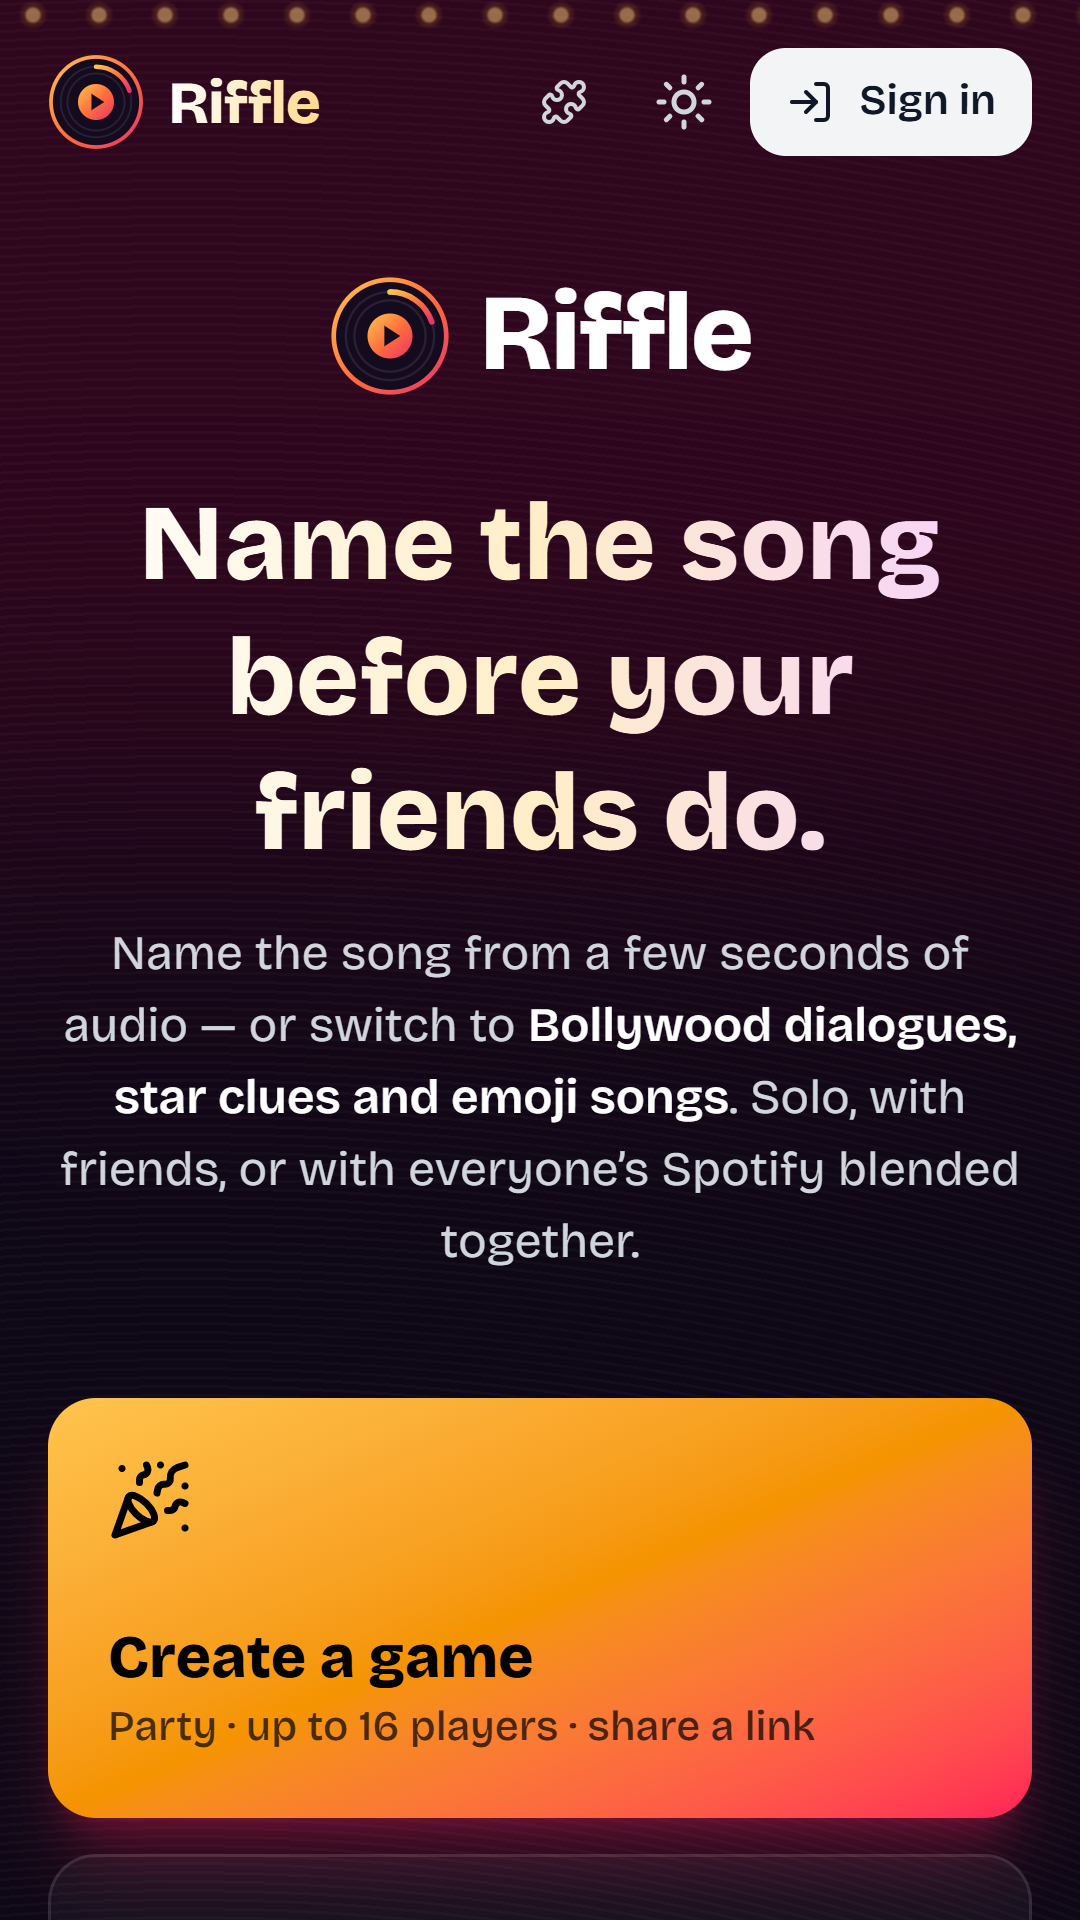 Riffle
Sign in
Riffle
Name the song
before your
friends do.
Name the song from a few seconds of
audio — or switch to Bollywood dialogues,
star clues and emoji songs. Solo, with
friends, or with everyone’s Spotify blended
together.
Create a game
Party · up to 16 players · share a link